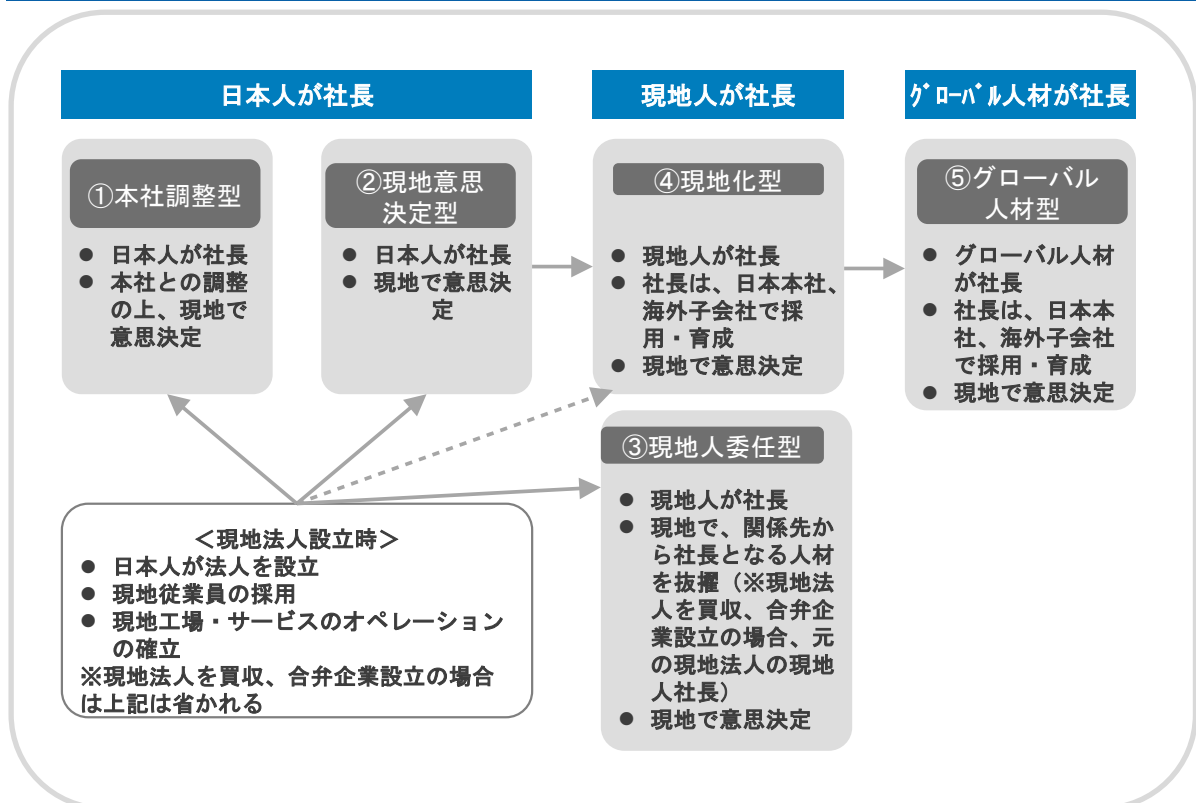 日本人が社長
現地人が社長
グローバル人材が社長
①本社調整型
● 日本人が社長
● 本社との調整
の上、現地で
意思決定
②現地意思
決定型
● 日本人が社長
● 現地で意思決
定
④現地化型
● 現地人が社長
● 社長は、日本本社、
海外子会社で採
用・育成
● 現地で意思決定
⑤グローバル
人材型
● グローバル人材
が社長
● 社長は、日本本
社、海外子会社
で採用・育成
● 現地で意思決定
③現地人委任型
● 現地人が社長
● 現地で、関係先か
ら社長となる人材
を抜擢（※現地法
人を買収、合弁企
業設立の場合、元
の現地法人の現地
人社長）
● 現地で意思決定
＜現地法人設立時＞
● 日本人が法人を設立
● 現地従業員の採用
● 現地工場・サービスのオペレーション
の確立
※現地法人を買収、合弁企業設立の場合
は上記は省かれる